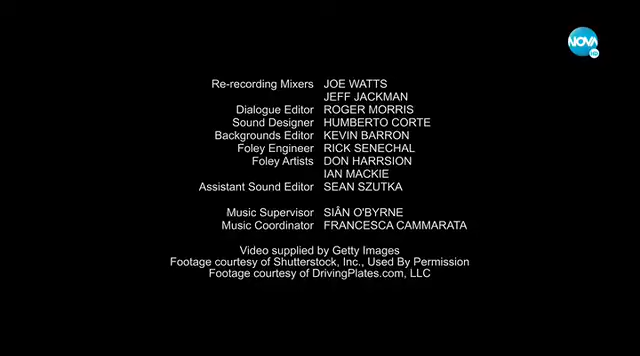 NOVA
HD
Re-recording Mixers JOE WATTS
JEFF JACKMAN
Dialogue Editor ROGER MORRIS
Sound Designer HUMBERTO CORTE
Backgrounds Editor KEVIN BARRON
Foley Engineer RICK SENECHAL
Foley Artists DON HARRSION
IAN MACKIE
Assistant Sound Editor SEAN SZUTKA
Music Supervisor SIÂN O'BYRNE
Music Coordinator FRANCESCA CAMMARATA
Video supplied by Getty Images
Footage courtesy of Shutterstock, Inc., Used By Permission
Footage courtesy of DrivingPlates.com, LLC